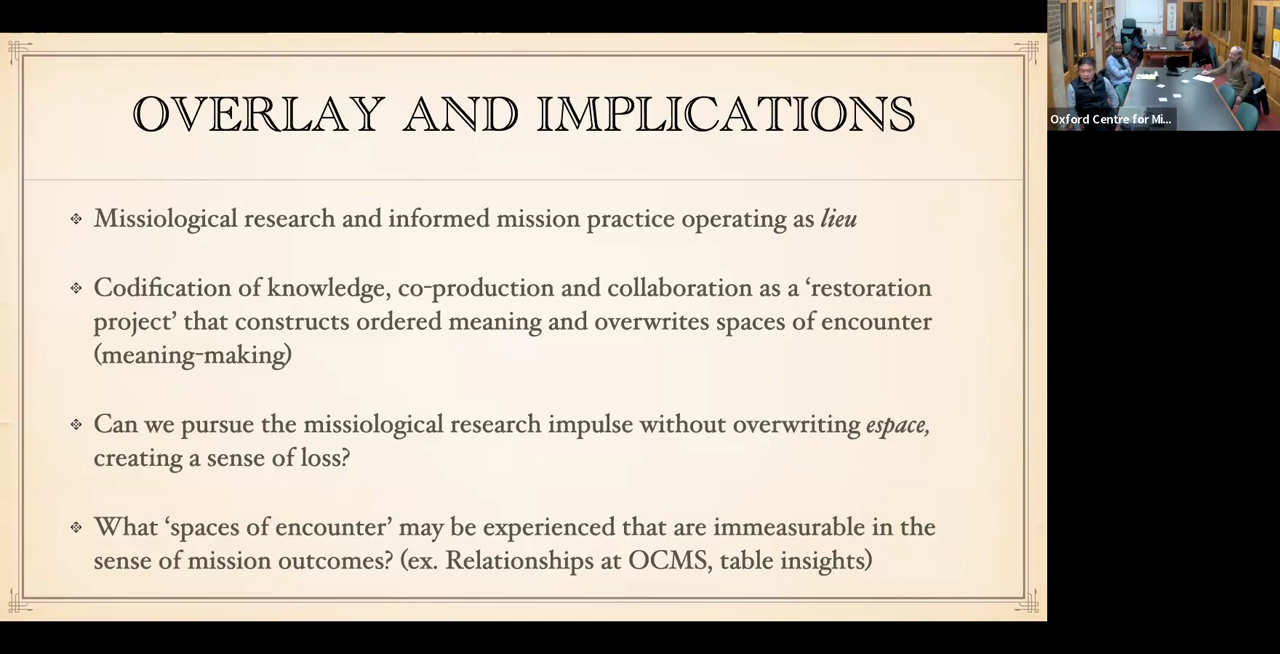 OVERLAY AND IMPLICATIONS
Missiological research and informed mission practice operating as lieu
Codification of knowledge, co-production and collaboration as a ‘restoration
project’ that constructs ordered meaning and overwrites spaces of encounter
(meaning-making)
Can we pursue the missiological research impulse without overwriting espace,
creating a sense of loss?
What ‘spaces of encounter’ may be experienced that are immeasurable in the
sense of mission outcomes? (ex. Relationships at OCMS, table insights)
Oxford Centre for Mi...